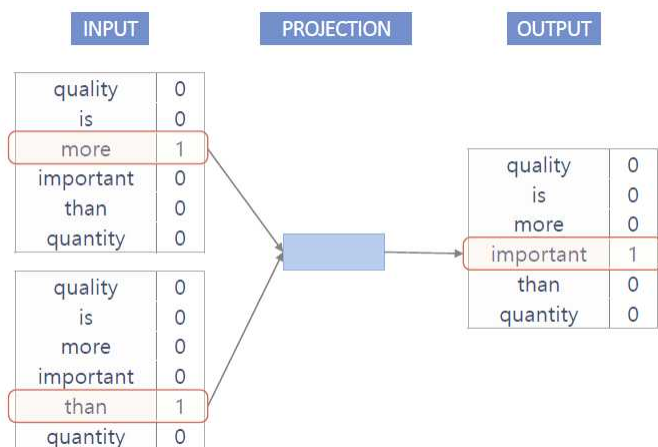 INPUT PROJECTION OUTPUT
quality 0
is 0
more 1
important 0
than 0
quantity 0
quality 0
is 0
more 0
important 0
than 1
quantity 0
quality 0
is 0
more 0
important 1
than 0
quantity 0